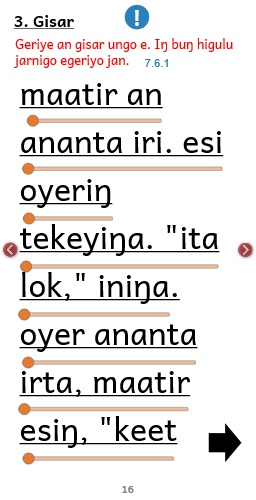 3. Gisar
!
Geriye an gisar ungo e. Iŋ buŋ higulu
jarnigo egeriyo jan. 7.6.1
maatir an
ananta iri. esi
oyeriŋ
tekeyiŋa. "ita
lok," iniŋa.
oyer ananta
irta, maatir
esiŋ, "keet
16